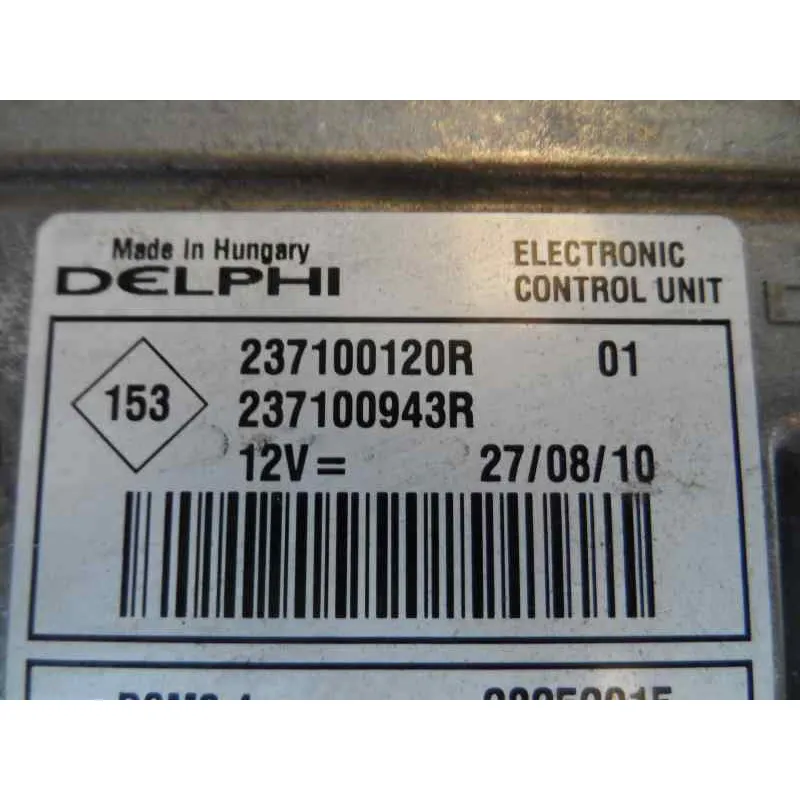 Made In Hungary
DELPHI
ELECTRONIC
CONTROL UNIT
153
237100120R 01
237100943R
12V= 27/08/10